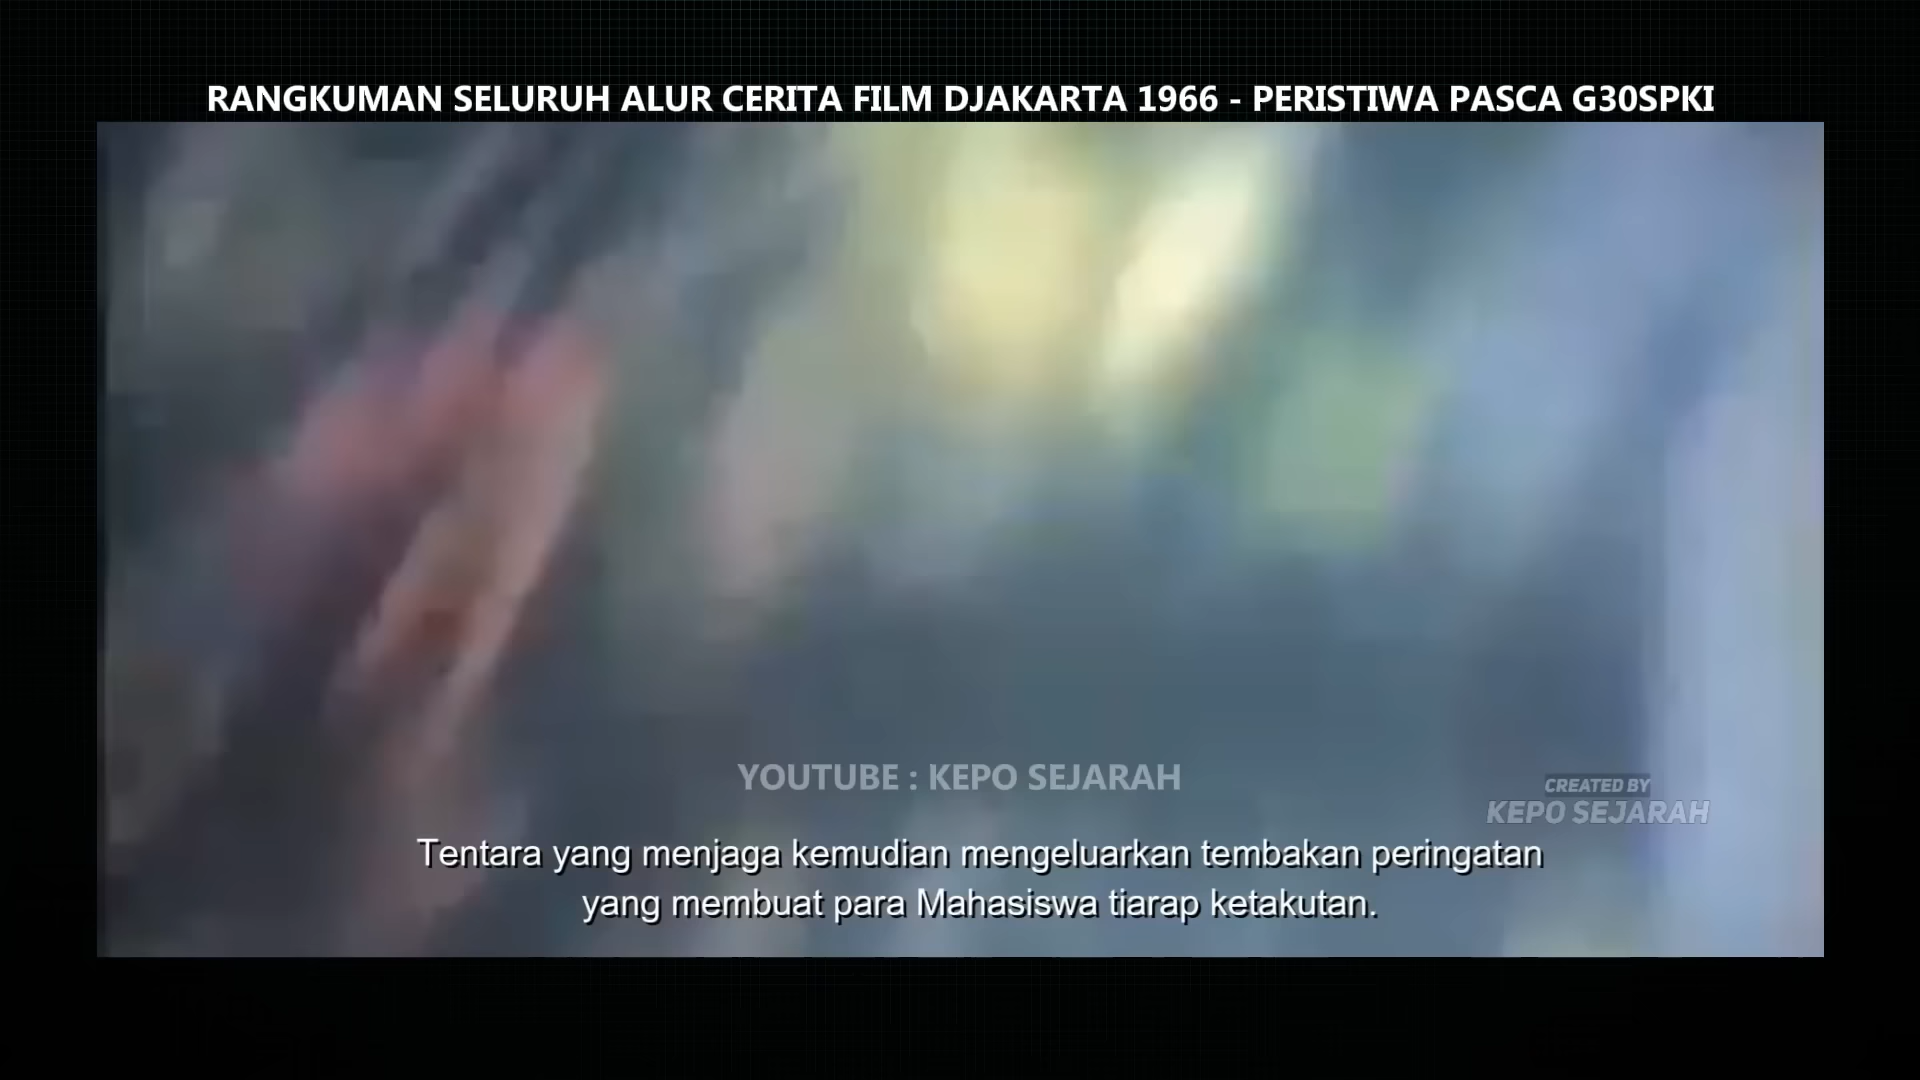 RANGKUMAN SELURUH ALUR CERITA FILM DJAKARTA 1966 - PERISTIWA PASCA G30SPKI
YOUTUBE : KEPO SEJARAH
CREATED BY
KEPO SEJARAH
Tentara yang menjaga kemudian mengeluarkan tembakan peringatan
yang membuat para Mahasiswa tiarap ketakutan.